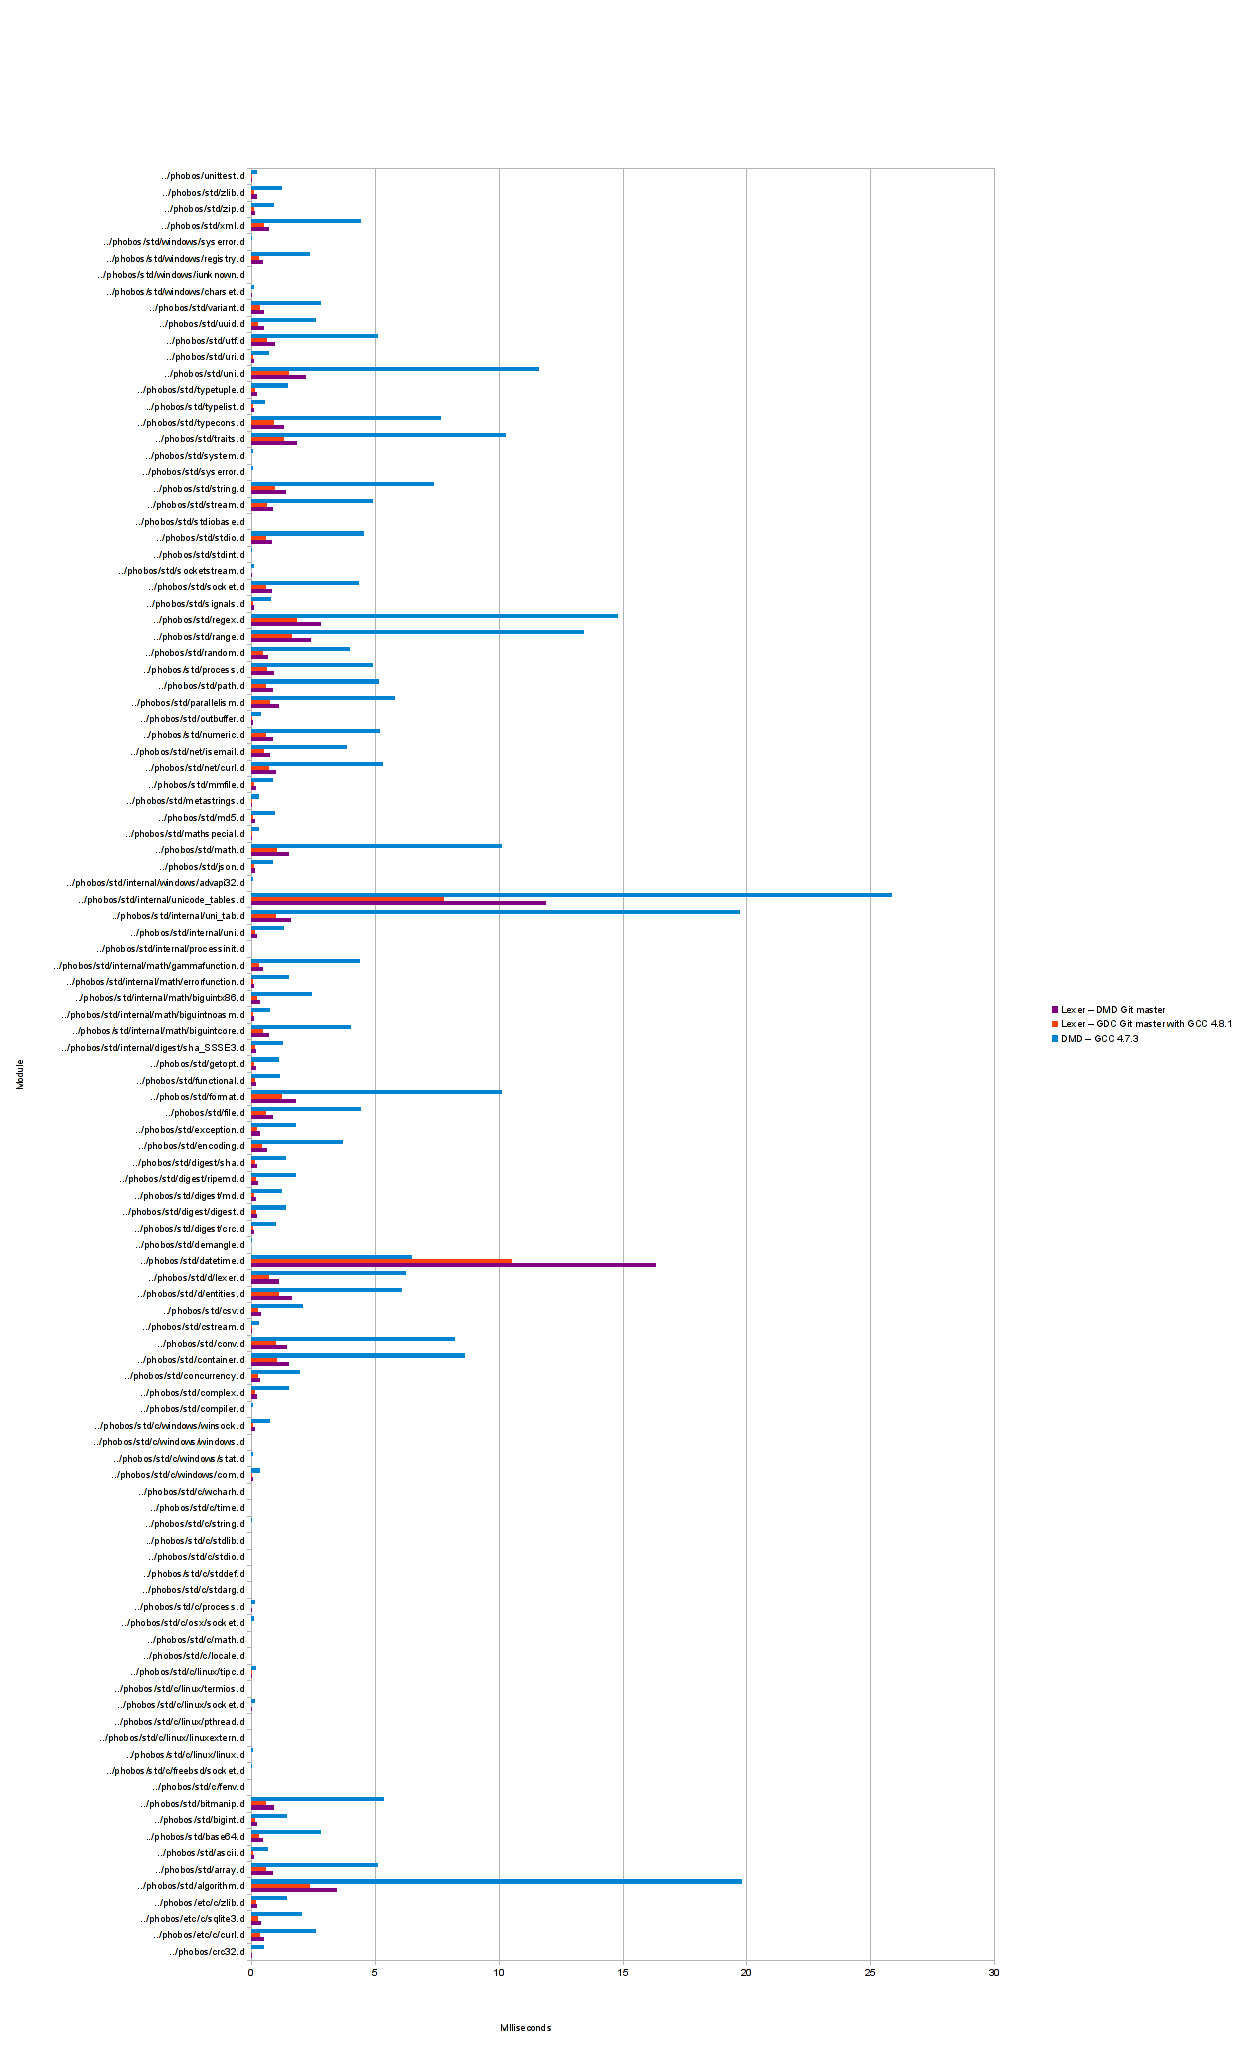 ../phobos/unittest.d
../phobos/std/zlib.d
../phobos/std/zip.d
../phobos/std/xml.d
../phobos/std/windows/syserror.d
../phobos/std/windows/registry.d
../phobos/std/windows/iunknown.d
../phobos/std/windows/charset.d
../phobos/std/variant.d
../phobos/std/uuid.d
../phobos/std/utf.d
../phobos/std/uri.d
../phobos/std/uni.d
../phobos/std/typetuple.d
../phobos/std/typelist.d
../phobos/std/typecons.d
../phobos/std/traits.d
../phobos/std/system.d
../phobos/std/syserror.d
../phobos/std/string.d
../phobos/std/stream.d
../phobos/std/stdiobase.d
../phobos/std/stdio.d
../phobos/std/stdint.d
../phobos/std/socketstream.d
../phobos/std/socket.d
../phobos/std/signals.d
../phobos/std/regex.d
../phobos/std/range.d
../phobos/std/random.d
../phobos/std/process.d
../phobos/std/path.d
../phobos/std/parallelism.d
../phobos/std/outbuffer.d
../phobos/std/numeric.d
../phobos/std/net/isemail.d
../phobos/std/net/curl.d
../phobos/std/mmfile.d
../phobos/std/metastrings.d
../phobos/std/md5.d
../phobos/std/mathspecial.d
../phobos/std/math.d
../phobos/std/json.d
../phobos/std/internal/windows/advapi32.d
../phobos/std/internal/unicode_tables.d
../phobos/std/internal/uni_tab.d
../phobos/std/internal/uni.d
../phobos/std/internal/processinit.d
../phobos/std/internal/math/gammafunction.d
../phobos/std/internal/math/errorfunction.d
../phobos/std/internal/math/biguintx86.d
../phobos/std/internal/math/biguintnoasm.d
../phobos/std/internal/math/biguintcore.d
../phobos/std/internal/digest/sha_SSSE3.d
../phobos/std/getopt.d
../phobos/std/functional.d
../phobos/std/format.d
../phobos/std/file.d
../phobos/std/exception.d
../phobos/std/encoding.d
../phobos/std/digest/sha.d
../phobos/std/digest/ripemd.d
../phobos/std/digest/md.d
../phobos/std/digest/digest.d
../phobos/std/digest/crc.d
../phobos/std/demangle.d
../phobos/std/datetime.d
../phobos/std/d/lexer.d
../phobos/std/d/entities.d
../phobos/std/csv.d
../phobos/std/cstream.d
../phobos/std/conv.d
../phobos/std/container.d
../phobos/std/concurrency.d
../phobos/std/complex.d
../phobos/std/compiler.d
../phobos/std/c/windows/winsock.d
../phobos/std/c/windows/windows.d
../phobos/std/c/windows/stat.d
../phobos/std/c/windows/com.d
../phobos/std/c/wcharh.d
../phobos/std/c/time.d
../phobos/std/c/string.d
../phobos/std/c/stdlib.d
../phobos/std/c/stdio.d
../phobos/std/c/stddef.d
../phobos/std/c/stdarg.d
../phobos/std/c/process.d
../phobos/std/c/osx/socket.d
../phobos/std/c/math.d
../phobos/std/c/locale.d
../phobos/std/c/linux/tipc.d
../phobos/std/c/linux/termios.d
../phobos/std/c/linux/socket.d
../phobos/std/c/linux/pthread.d
../phobos/std/c/linux/linuxextern.d
../phobos/std/c/linux/linux.d
../phobos/std/c/freebsd/socket.d
../phobos/std/c/fenv.d
../phobos/std/bitmanip.d
../phobos/std/bigint.d
../phobos/std/base64.d
../phobos/std/ascii.d
../phobos/std/array.d
../phobos/std/algorithm.d
../phobos/etc/c/zlib.d
../phobos/etc/c/sqlite3.d
../phobos/etc/c/curl.d
../phobos/crc32.d
0 5 10 15 20 25 30
Milliseconds
Module
Lexer – DMD Git master
Lexer – GDC Git master with GCC 4.8.1
DMD – GCC 4.7.3